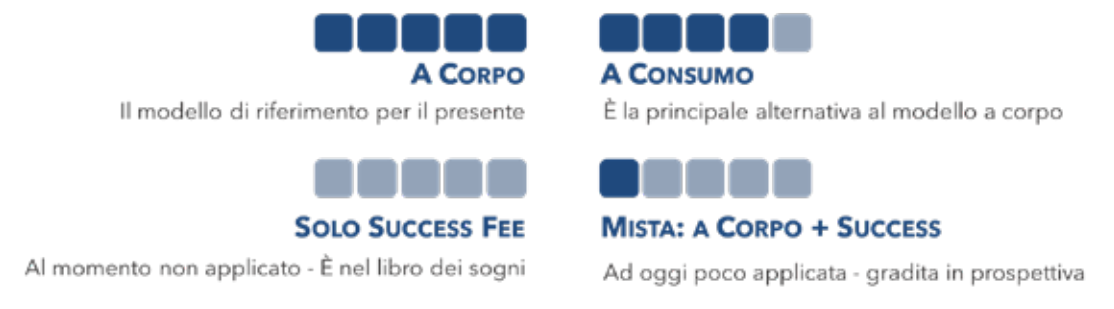 A Corpo
Il modello di riferimento per il presente
A Consumo
È la principale alternativa al modello a corpo
Solo Success Fee
Al momento non applicato - È nel libro dei sogni
Mista: a Corpo + Success
Ad oggi poco applicata - gradita in prospettiva